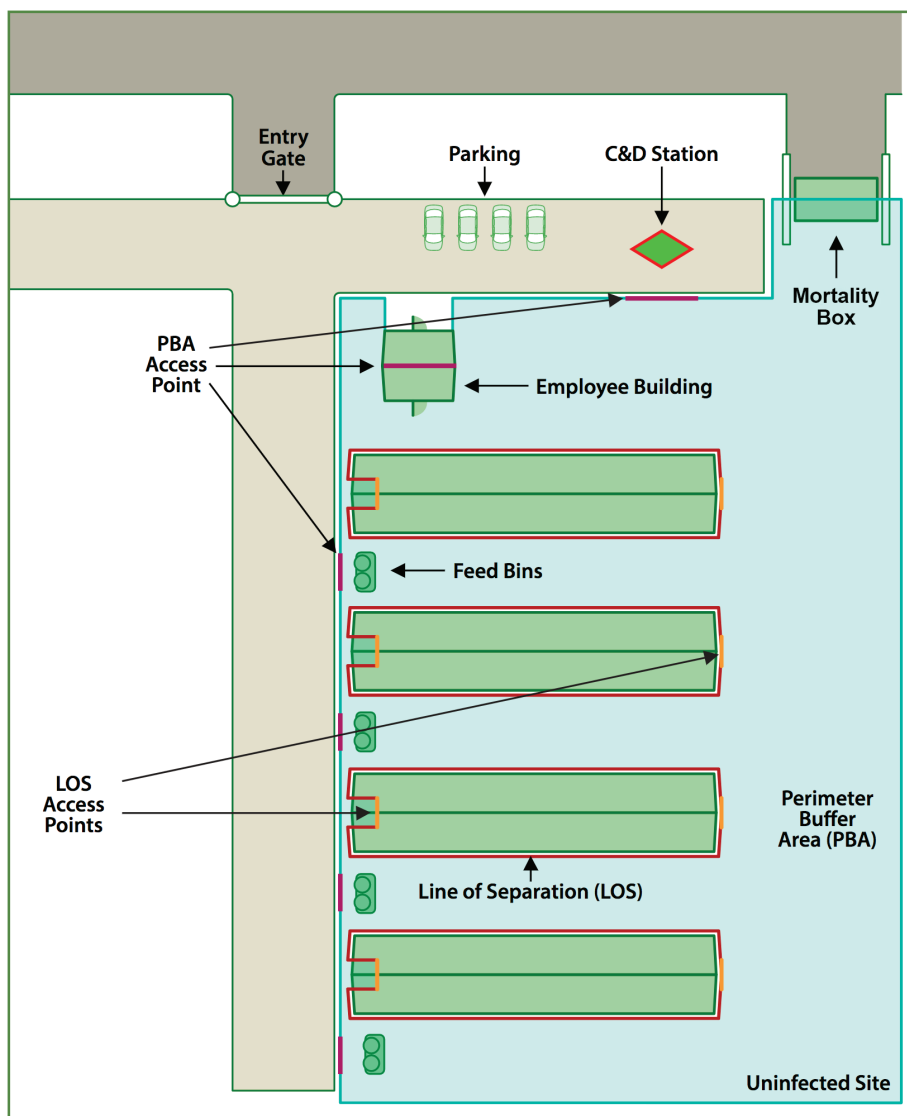 Entry
Gate
Parking
C&D Station
Mortality
Box
PBA
Access
Point
Employee Building
Feed Bins
LOS
Access
Points
Perimeter
Buffer
Area (PBA)
Line of Separation (LOS)
Uninfected Site